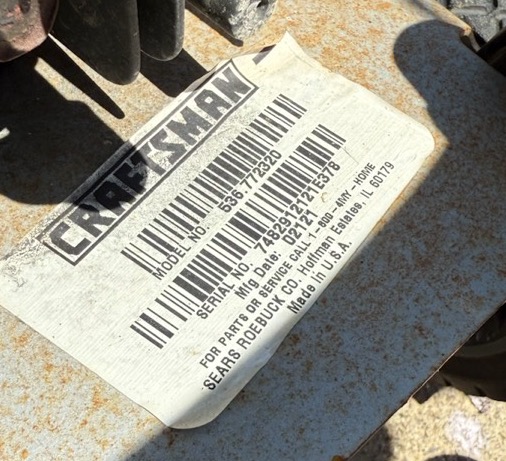 CRAFTSMAN
MODEL NO. 536.772320
SERIAL NO. 7482912121E378
Mfg Date: 02121
FOR PARTS OR SERVICE CALL 1-800-4MY-HOME
SEARS ROEBUCK CO. Hoffman Estates, IL 60179
Made in U.S.A.